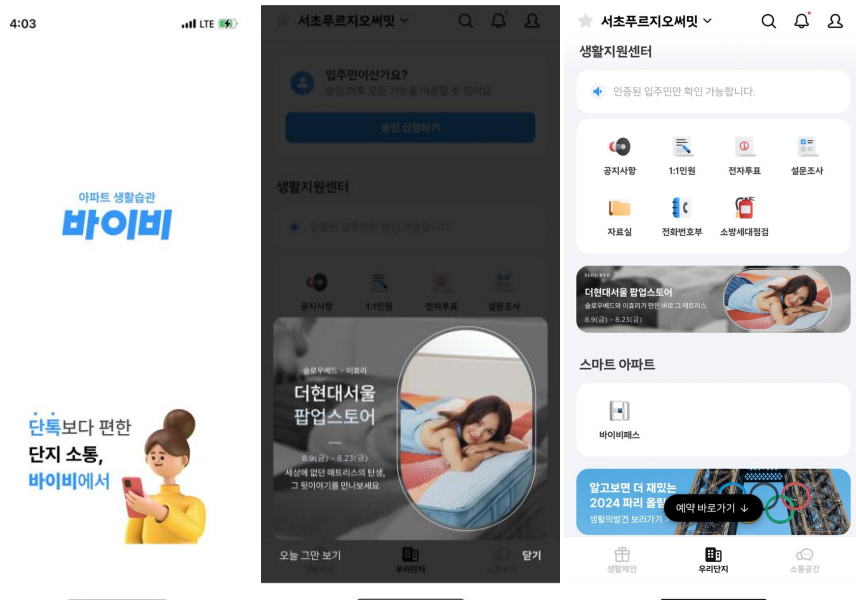 4:03
LTE
아파트 생활습관
바이비
단톡보다 편한
단지 소통,
바이비에서
서초푸르지오써밋
입주민이신가요?
승인 이후 모든 기능을 이용할 수 있어요
승인 신청하기
생활지원센터
인증된 입주민만 확인 가능합니다.
공지사항
1:1민원
전자투표
설문조사
슬로우베드 · 이효리
더현대서울
팝업스토어
8.9(금) - 8.23(금)
세상에 없던 매트리스의 탄생,
그 뒷이야기를 만나보세요
오늘 그만 보기
닫기
생활제안
우리단지
소통공간
서초푸르지오써밋
생활지원센터
인증된 입주민만 확인 가능합니다.
공지사항
1:1민원
전자투표
설문조사
자료실
전화번호부
소방세대점검
SLOU BED
더현대서울 팝업스토어
슬로우베드와 이효리가 만든 바로 그 매트리스
8.9(금) - 8.23(금)
스마트 아파트
바이비패스
알고보면 더 재밌는
2024 파리 올림
생활의발견 보러가기 >
예약 바로가기 ↓
생활제안
우리단지
소통공간